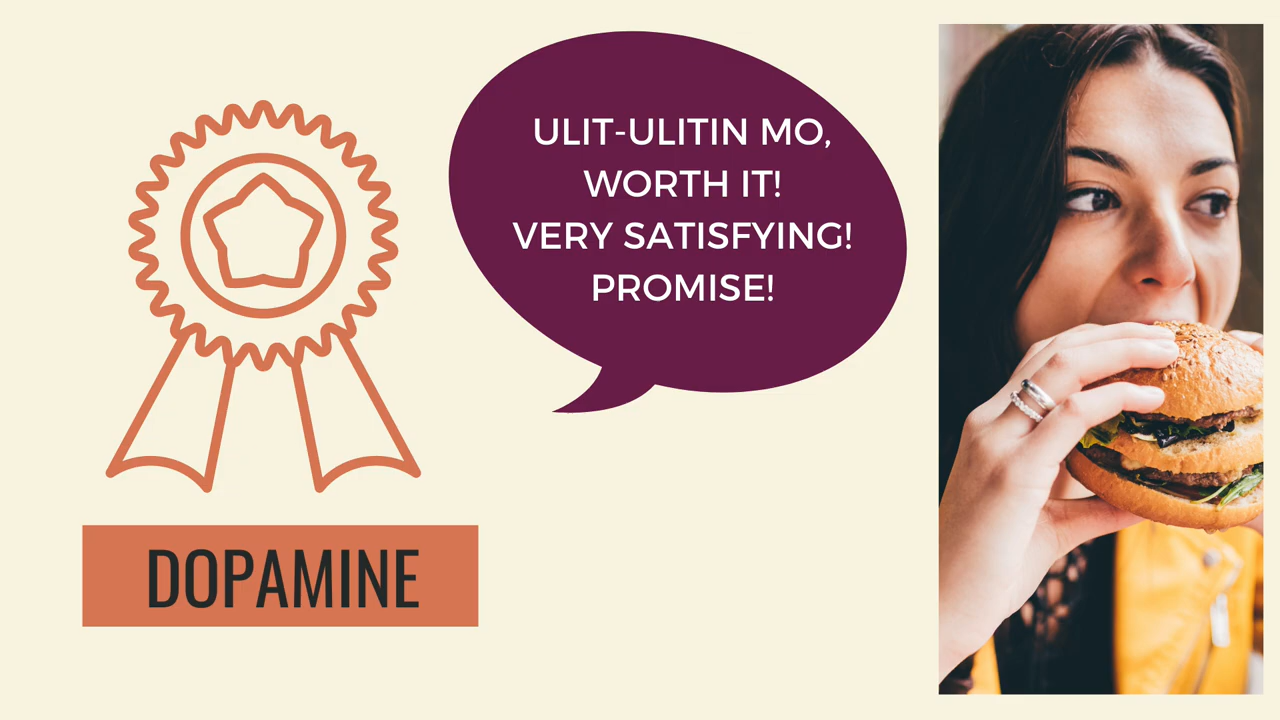 ULIT-ULITIN MO,
WORTH IT!
VERY SATISFYING!
PROMISE!
DOPAMINE